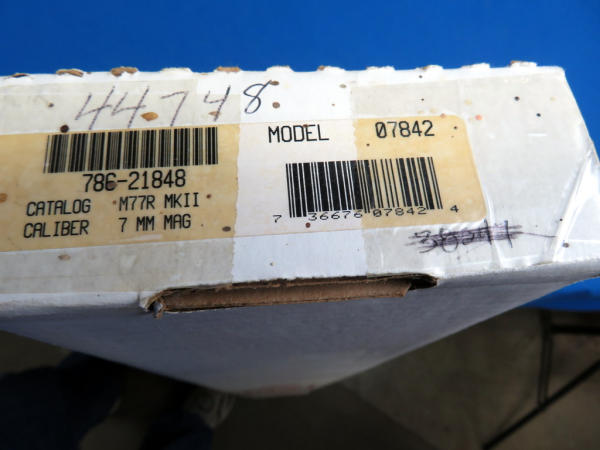 44748
MODEL 07842
786-21848
CATALOG M77R MKII
CALIBER 7 MM MAG
7 36676 07842 4